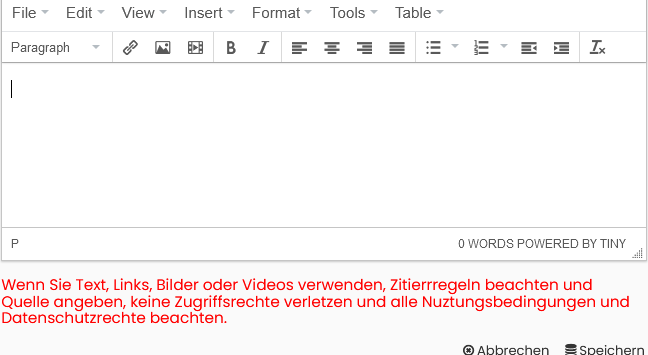 File Edit View Insert Format Tools Table
Paragraph B I
P 0 WORDS POWERED BY TINY
Wenn Sie Text, Links, Bilder oder Videos verwenden, Zitierrregeln beachten und
Quelle angeben, keine Zugriffsrechte verletzen und alle Nuztungsbedingungen und
Datenschutzrechte beachten.
Abbrechen Speichern